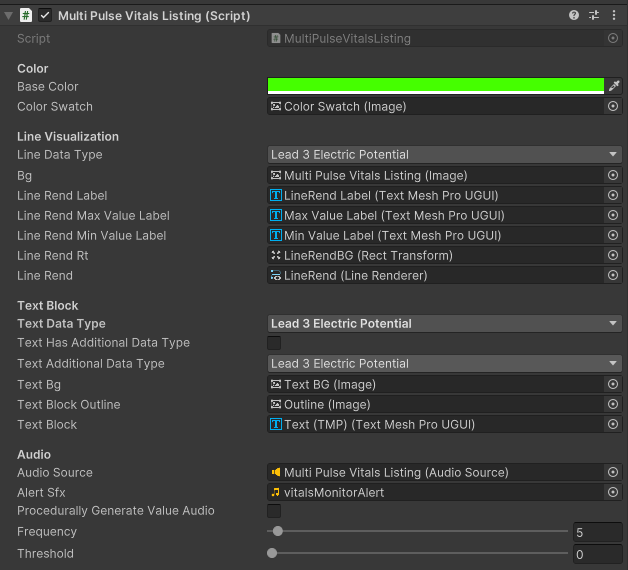 Multi Pulse Vitals Listing (Script)
Script MultiPulseVitalsListing
Color
Base Color
Color Swatch Color Swatch (Image)
Line Visualization
Line Data Type Lead 3 Electric Potential
Bg Multi Pulse Vitals Listing (Image)
Line Rend Label LineRend Label (Text Mesh Pro UGUI)
Line Rend Max Value Label Max Value Label (Text Mesh Pro UGUI)
Line Rend Min Value Label Min Value Label (Text Mesh Pro UGUI)
Line Rend Rt LineRendBG (Rect Transform)
Line Rend LineRend (Line Renderer)
Text Block
Text Data Type Lead 3 Electric Potential
Text Has Additional Data Type
Text Additional Data Type Lead 3 Electric Potential
Text Bg Text BG (Image)
Text Block Outline Outline (Image)
Text Block Text (TMP) (Text Mesh Pro UGUI)
Audio
Audio Source Multi Pulse Vitals Listing (Audio Source)
Alert Sfx vitalsMonitorAlert
Procedurally Generate Value Audio
Frequency 5
Threshold 0